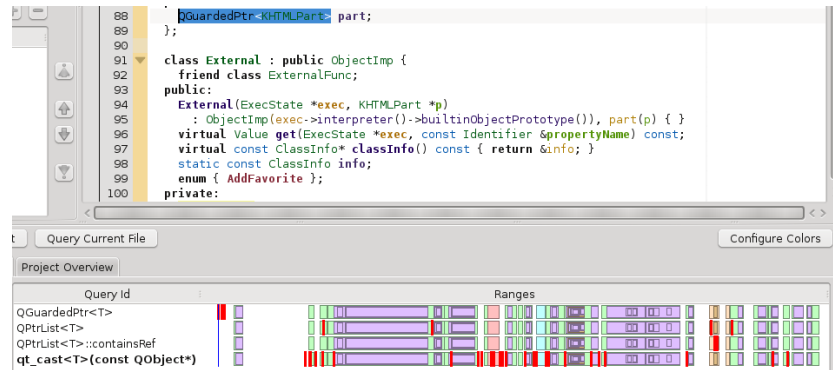 88 QGuardedPtr<KHTMLPart> part;
89 };
90
91 class External : public ObjectImp {
92 friend class ExternalFunc;
93 public:
94 External(ExecState *exec, KHTMLPart *p)
95 : ObjectImp(exec->interpreter()->builtinObjectPrototype()), part(p) { }
96 virtual Value get(ExecState *exec, const Identifier &propertyName) const;
97 virtual const ClassInfo* classInfo() const { return &info; }
98 static const ClassInfo info;
99 enum { AddFavorite };
100 private:
Query Current File Configure Colors
Project Overview
Query Id Ranges
QGuardedPtr<T>
QPtrList<T>
QPtrList<T>::containsRef
qt_cast<T>(const QObject*)